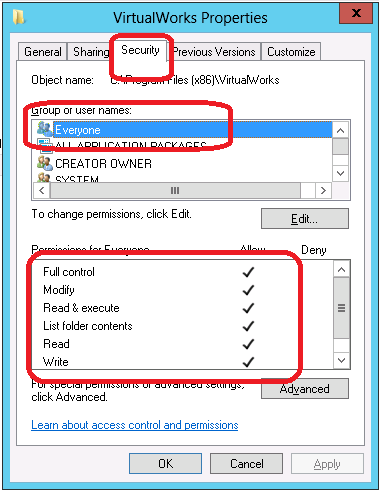 VirtualWorks Properties
General
Sharing
Security
Previous Versions
Customize
Object name: C:\Program Files (x86)\VirtualWorks
Group or user names:
Everyone
ALL APPLICATION PACKAGES
CREATOR OWNER
SYSTEM
To change permissions, click Edit.
Edit...
Permissions for Everyone
Allow
Deny
Full control
Modify
Read & execute
List folder contents
Read
Write
For special permissions or advanced settings,
click Advanced.
Advanced
Learn about access control and permissions
OK
Cancel
Apply